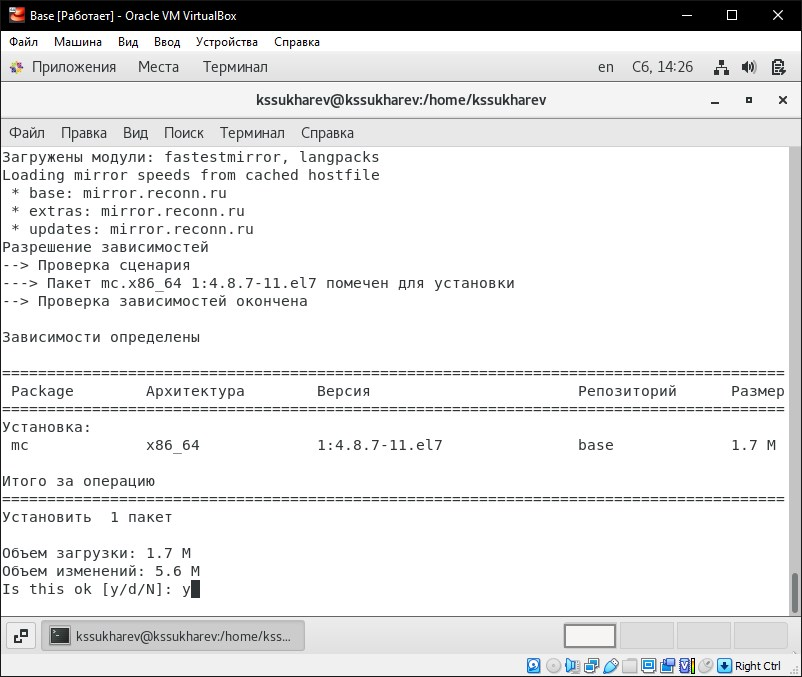 Base [Работает] - Oracle VM VirtualBox
Файл Машина Вид Ввод Устройства Справка
Приложения Места Терминал en Сб, 14:26
kssukharev@kssukharev:/home/kssukharev
Файл Правка Вид Поиск Терминал Справка
Загружены модули: fastestmirror, langpacks
Loading mirror speeds from cached hostfile
* base: mirror.reconn.ru
* extras: mirror.reconn.ru
* updates: mirror.reconn.ru
Разрешение зависимостей
--> Проверка сценария
---> Пакет mc.x86_64 1:4.8.7-11.el7 помечен для установки
--> Проверка зависимостей окончена
Зависимости определены
================================================================================
Package Архитектура Версия Репозиторий Размер
================================================================================
Установка:
mc x86_64 1:4.8.7-11.el7 base 1.7 M
Итого за операцию
================================================================================
Установить 1 пакет
Объем загрузки: 1.7 M
Объем изменений: 5.6 M
Is this ok [y/d/N]: y
kssukharev@kssukharev:/home/kss...
Right Ctrl